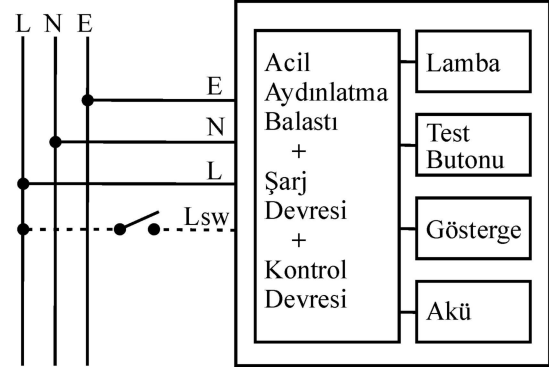 L N E
E
N
L
Lsw
Acil
Aydınlatma
Balastı
+
Şarj
Devresi
+
Kontrol
Devresi
Lamba
Test
Butonu
Gösterge
Akü